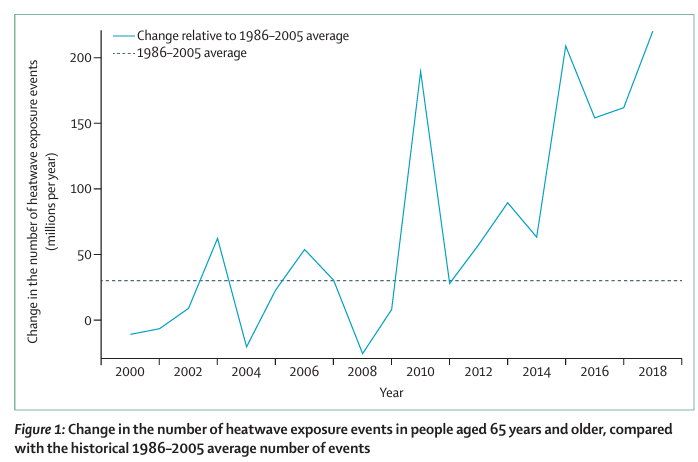 Change relative to 1986–2005 average
1986–2005 average
Change in the number of heatwave exposure events
(millions per year)
200
150
100
50
0
2000 2002 2004 2006 2008 2010 2012 2014 2016 2018
Year
Figure 1: Change in the number of heatwave exposure events in people aged 65 years and older, compared
with the historical 1986–2005 average number of events